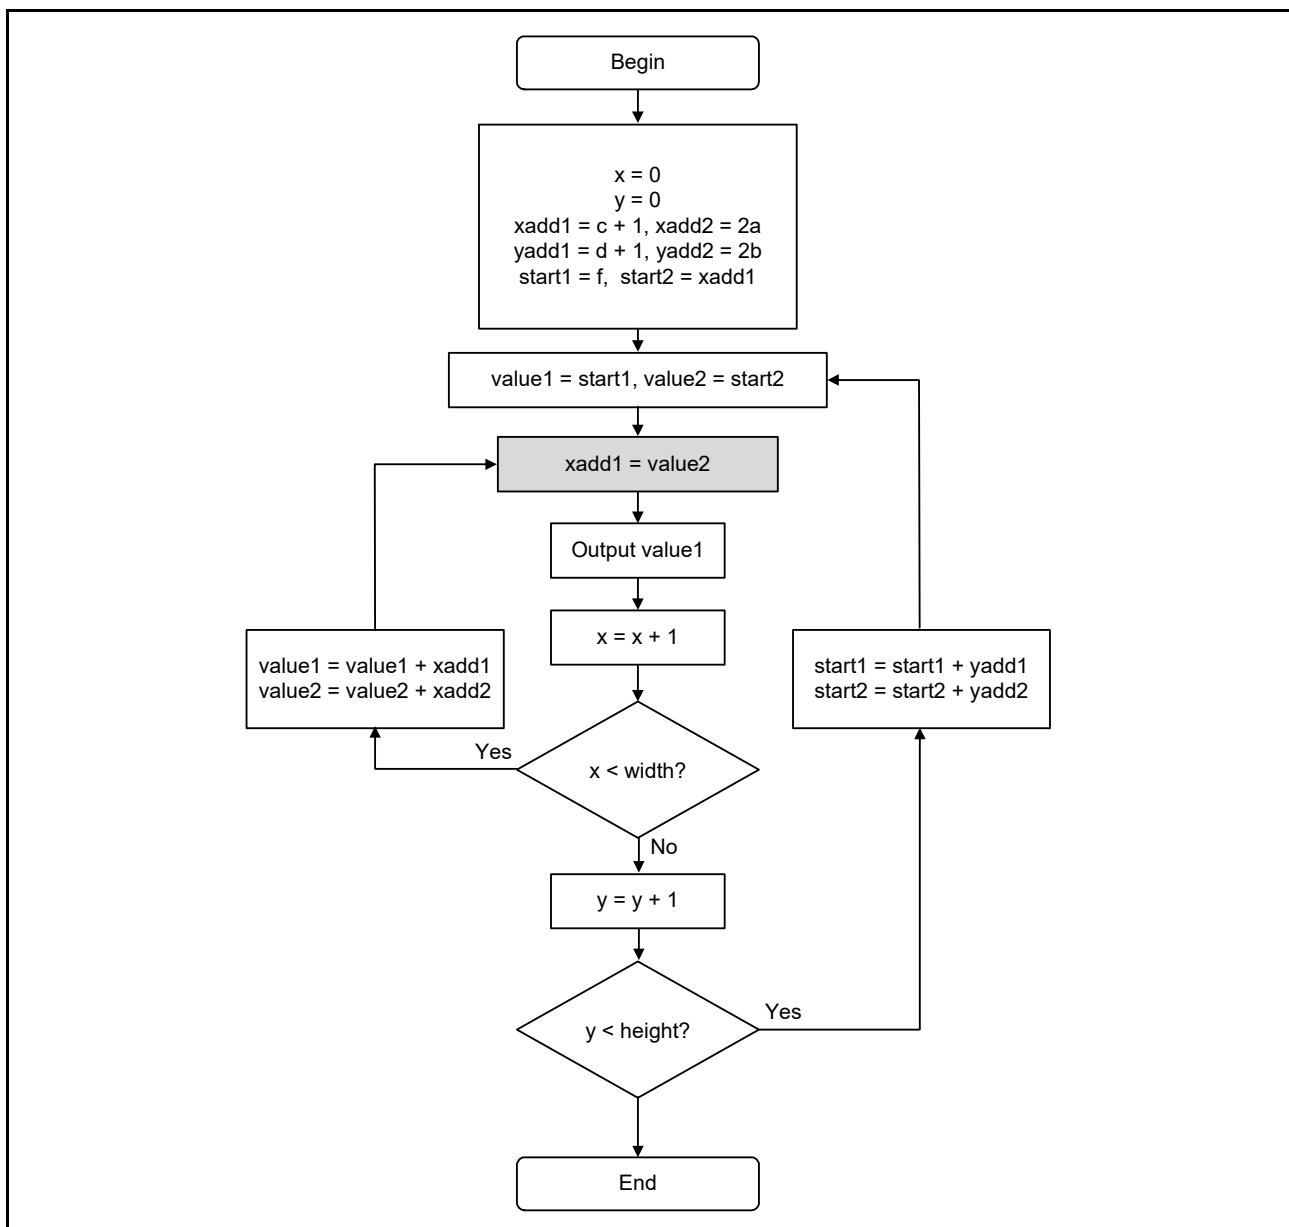 Begin
x = 0
y = 0
xadd1 = c + 1, xadd2 = 2a
yadd1 = d + 1, yadd2 = 2b
start1 = f,  start2 = xadd1
value1 = start1, value2 = start2
xadd1 = value2
Output value1
x = x + 1
value1 = value1 + xadd1
value2 = value2 + xadd2
start1 = start1 + yadd1
start2 = start2 + yadd2
Yes
x < width?
No
y = y + 1
Yes
y < height?
End